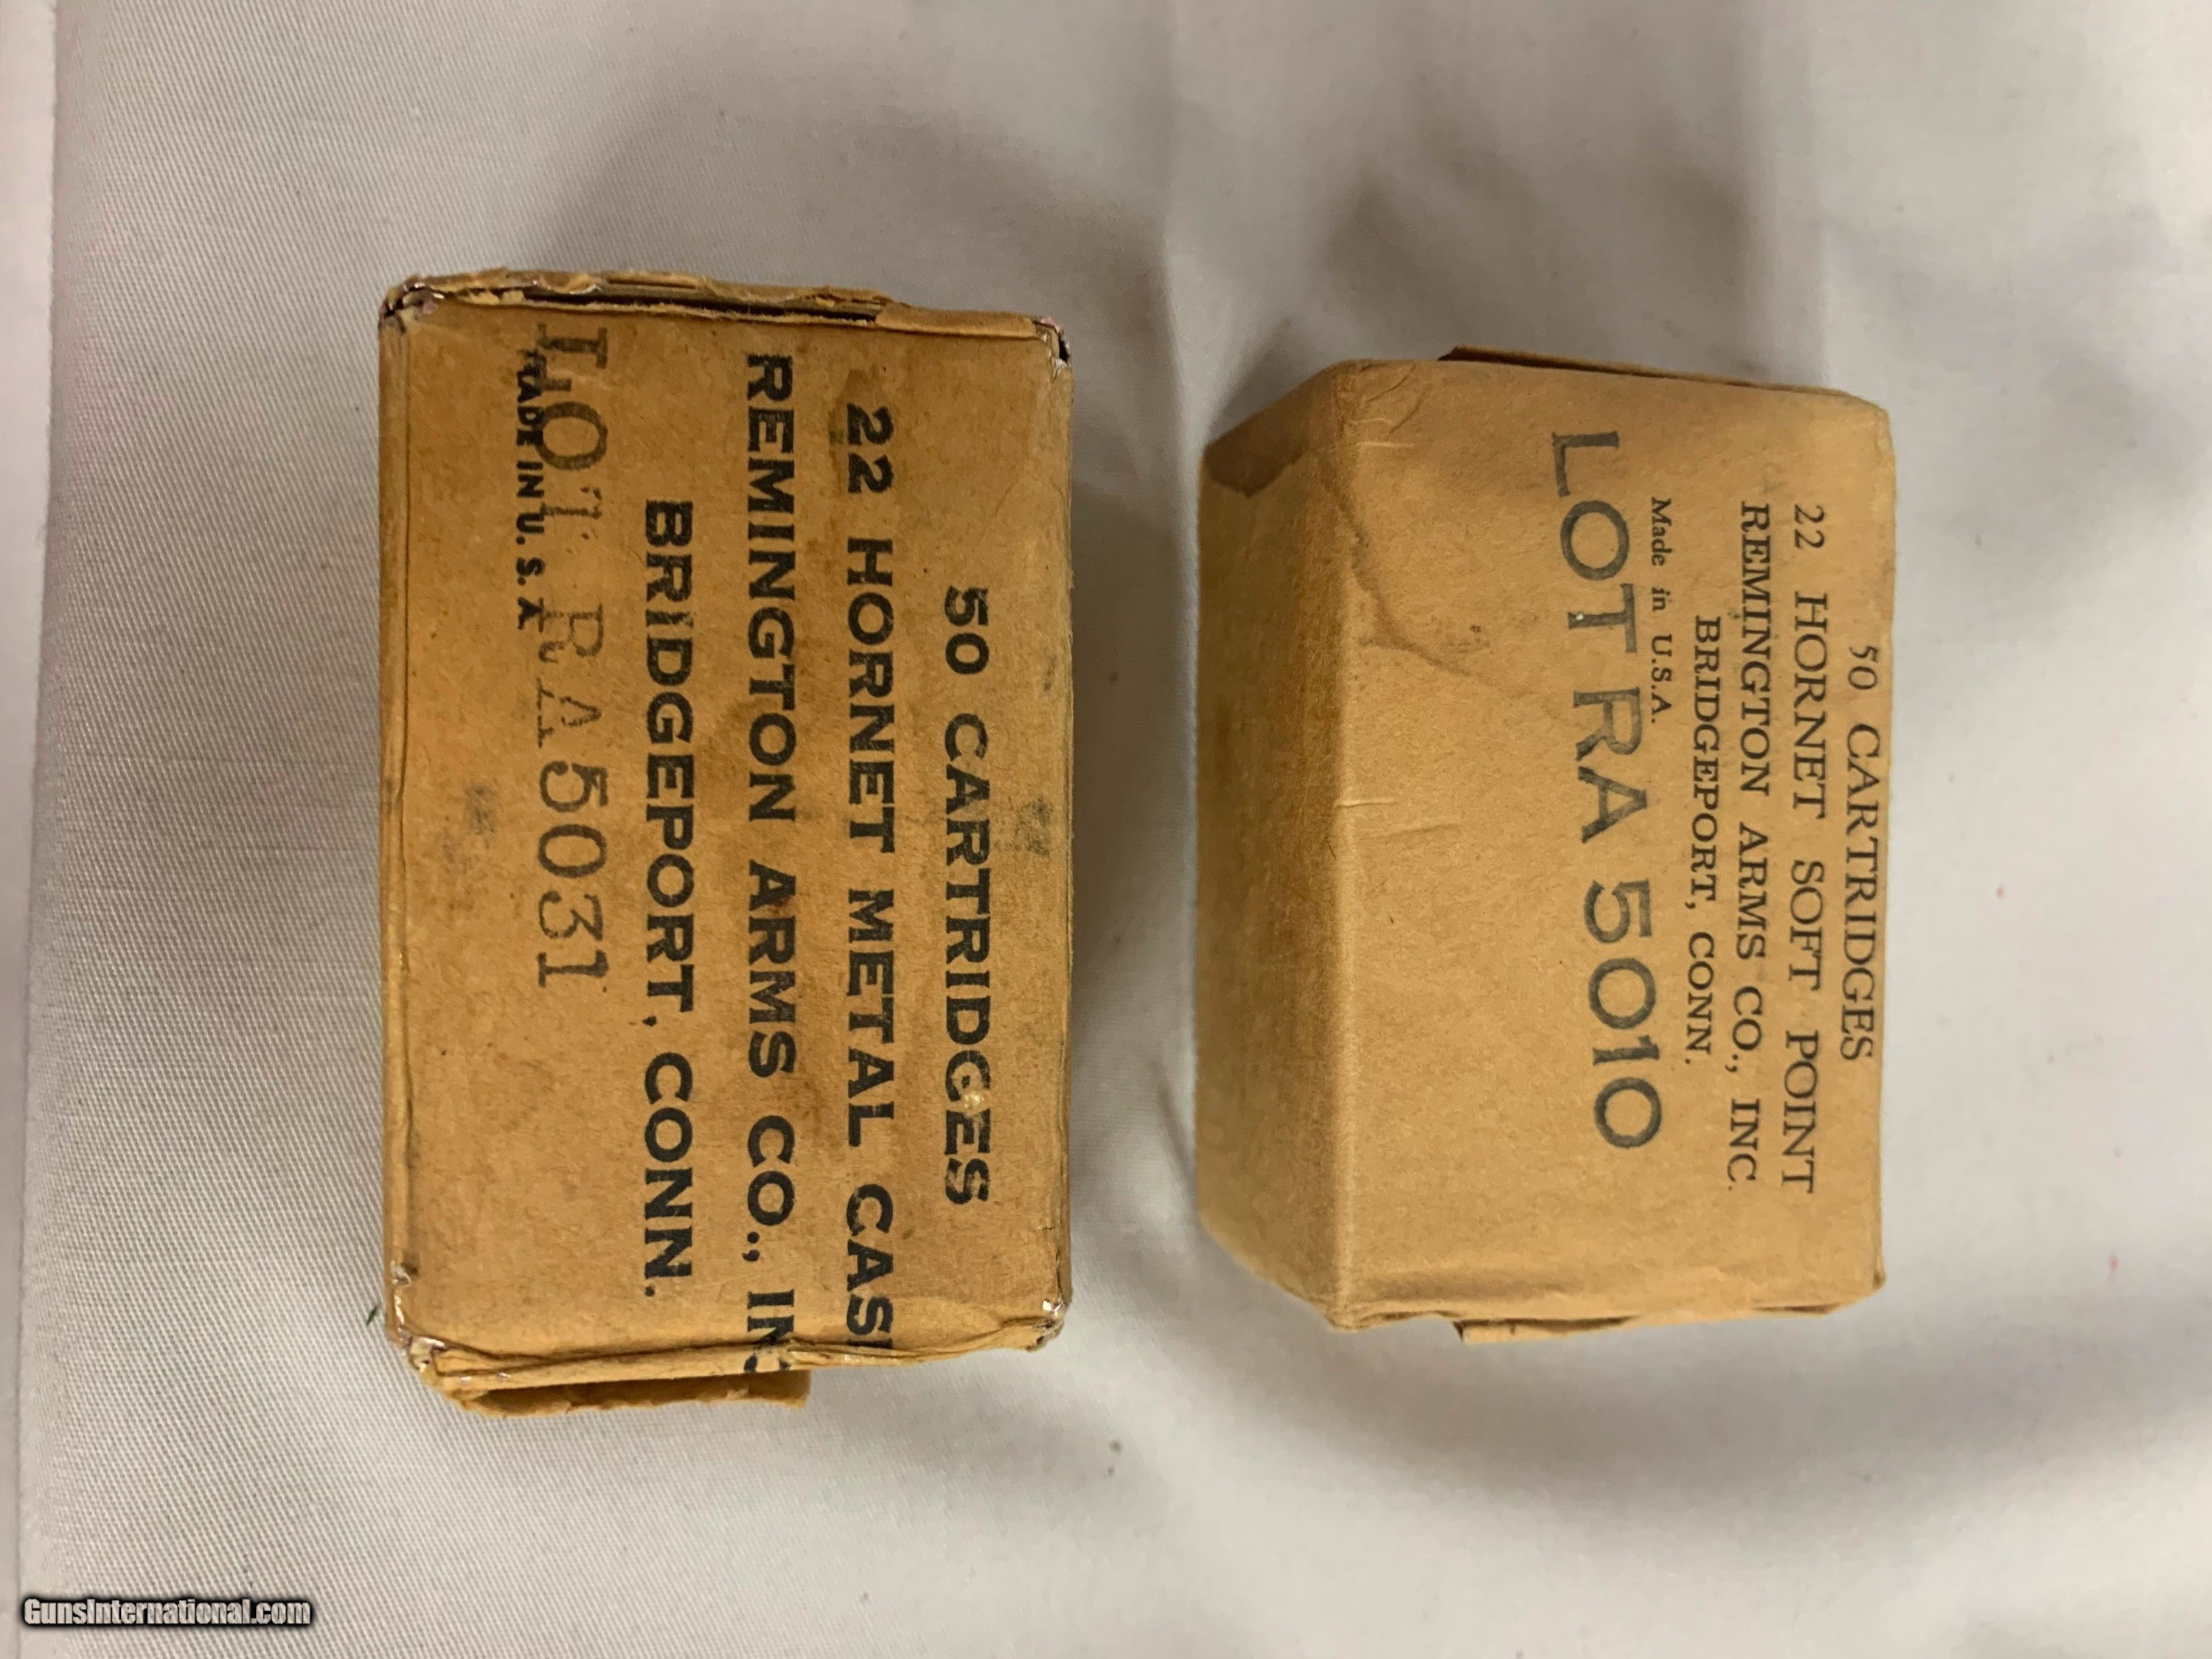 50 CARTRIDGES
22 HORNET METAL CAS
REMINGTON ARMS CO., INC
BRIDGEPORT, CONN.
LOT RA 5031
MADE IN U.S.A
50 CARTRIDGES
22 HORNET SOFT POINT
REMINGTON ARMS CO., INC.
BRIDGEPORT, CONN.
Made in U.S.A.
LOT RA 5010
GunsInternational.com